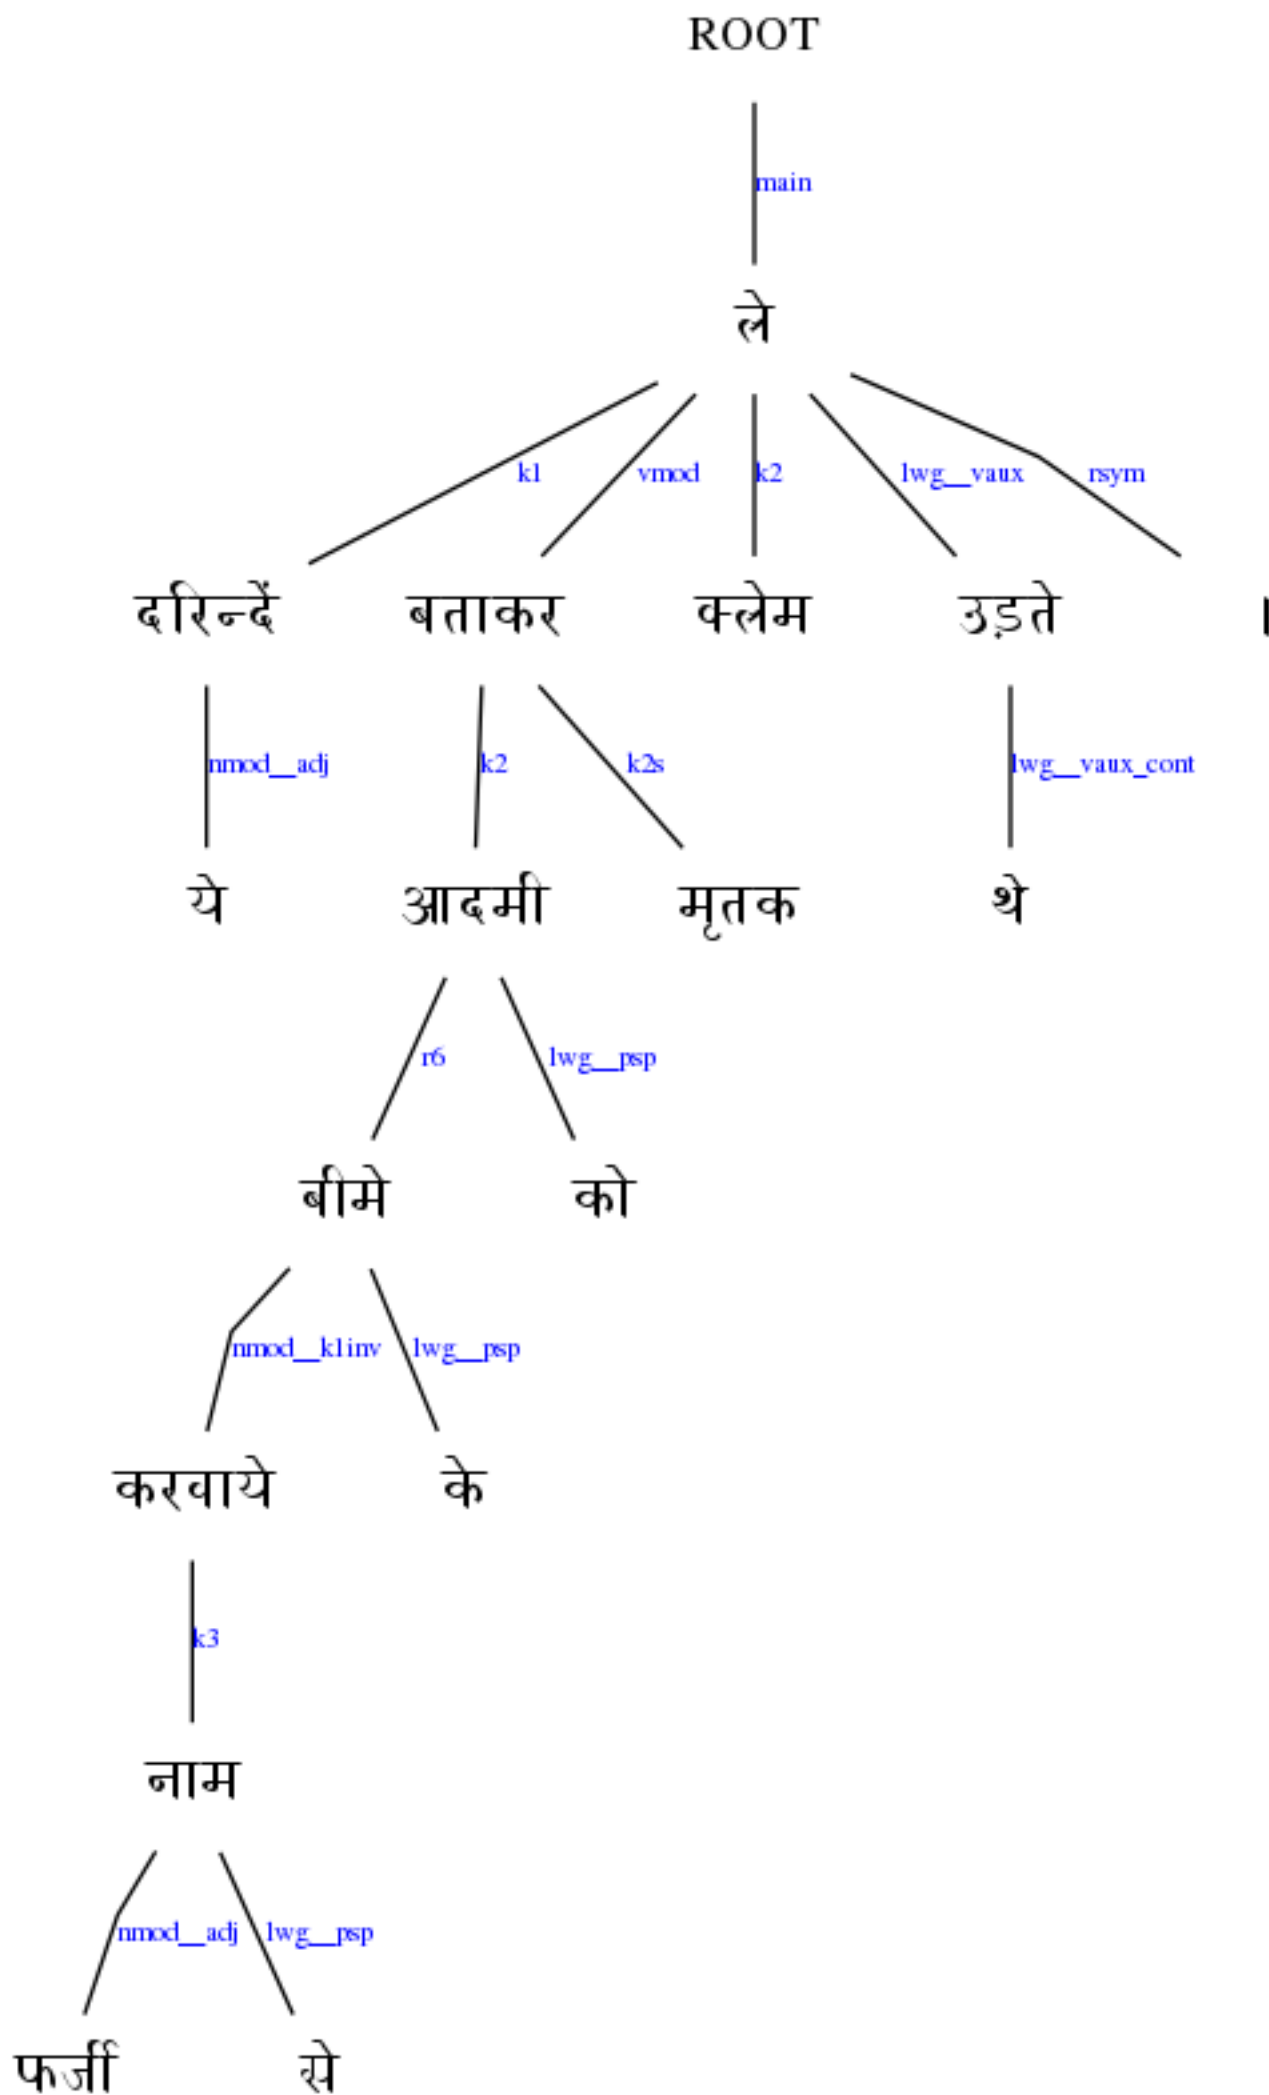 ROOT
main
ले
k1 vmod k2 lwg__vaux rsym
दरिन्दें बताकर क्लेम उड़ते ।
nmod__adj k2 k2s lwg__vaux_cont
ये आदमी मृतक थे
r6 lwg__psp
बीमे को
nmod__k1inv lwg__psp
करवाये के
k3
नाम
nmod__adj lwg__psp
फर्जी से